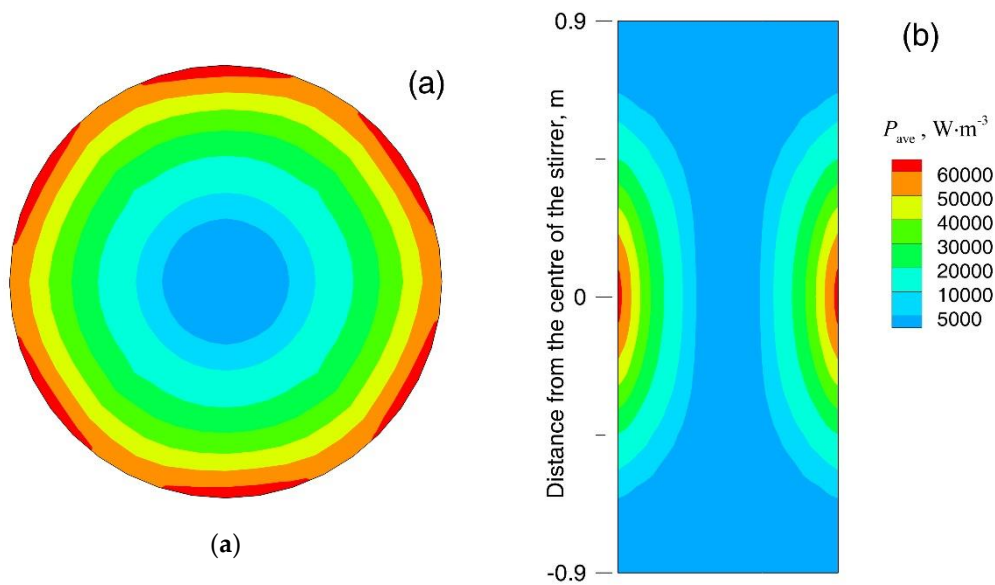 (a)
(a)
0.9
0
-0.9
Distance from the centre of the stirrer, m
(b)
P_ave , W·m⁻³
60000
50000
40000
30000
20000
10000
5000